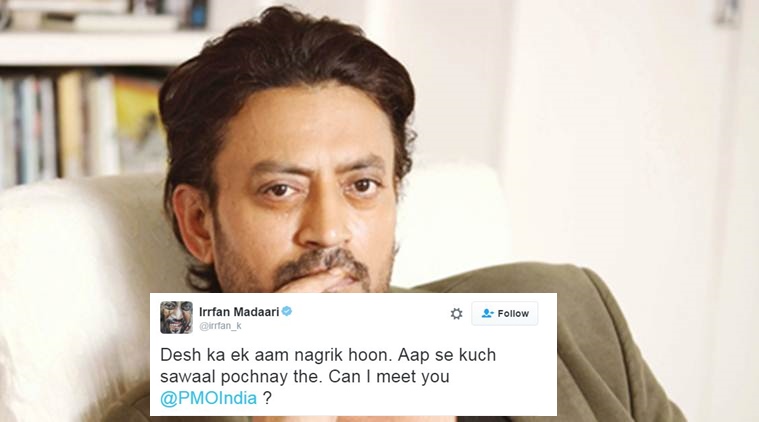 Irrfan Madaari
@irrfan_k
Follow
Desh ka ek aam nagrik hoon. Aap se kuch
sawaal pochnay the. Can I meet you
@PMOIndia ?